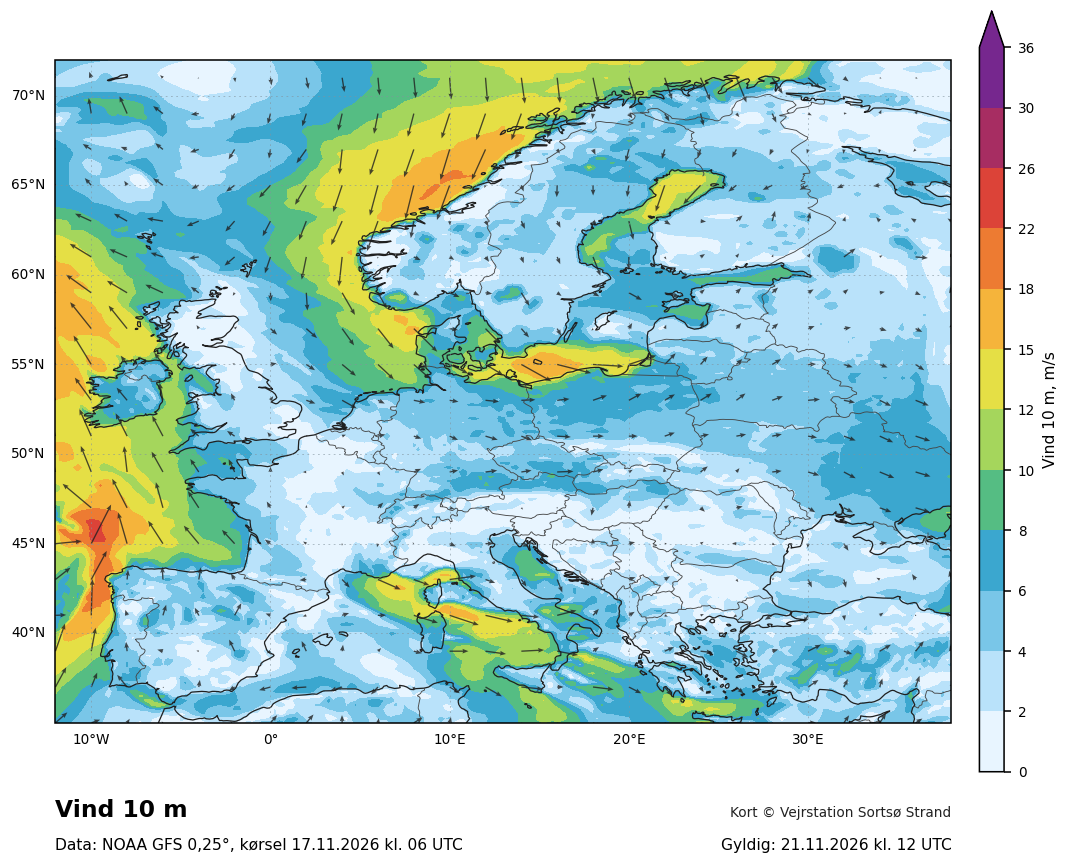 36
30
26
22
18
15
12
10
8
6
4
2
0
Vind 10 m, m/s
70°N
65°N
60°N
55°N
50°N
45°N
40°N
10°W
0°
10°E
20°E
30°E
Vind 10 m
Kort © Vejrstation Sortsø Strand
Data: NOAA GFS 0,25°, kørsel 17.11.2026 kl. 06 UTC
Gyldig: 21.11.2026 kl. 12 UTC